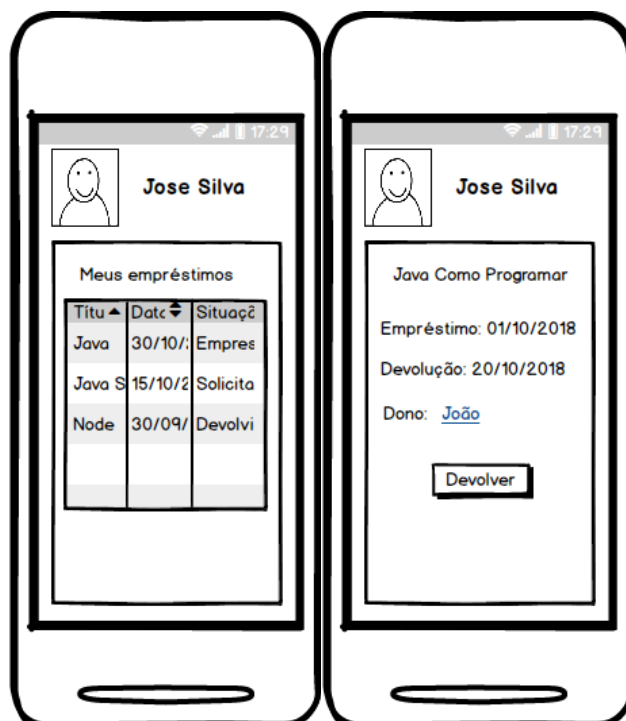 17:29
Jose Silva
Meus empréstimos
Títu Data Situaçã
Java 30/10/: Empres
Java S 15/10/2 Solicita
Node 30/09/ Devolvi
17:29
Jose Silva
Java Como Programar
Empréstimo: 01/10/2018
Devolução: 20/10/2018
Dono: João
Devolver